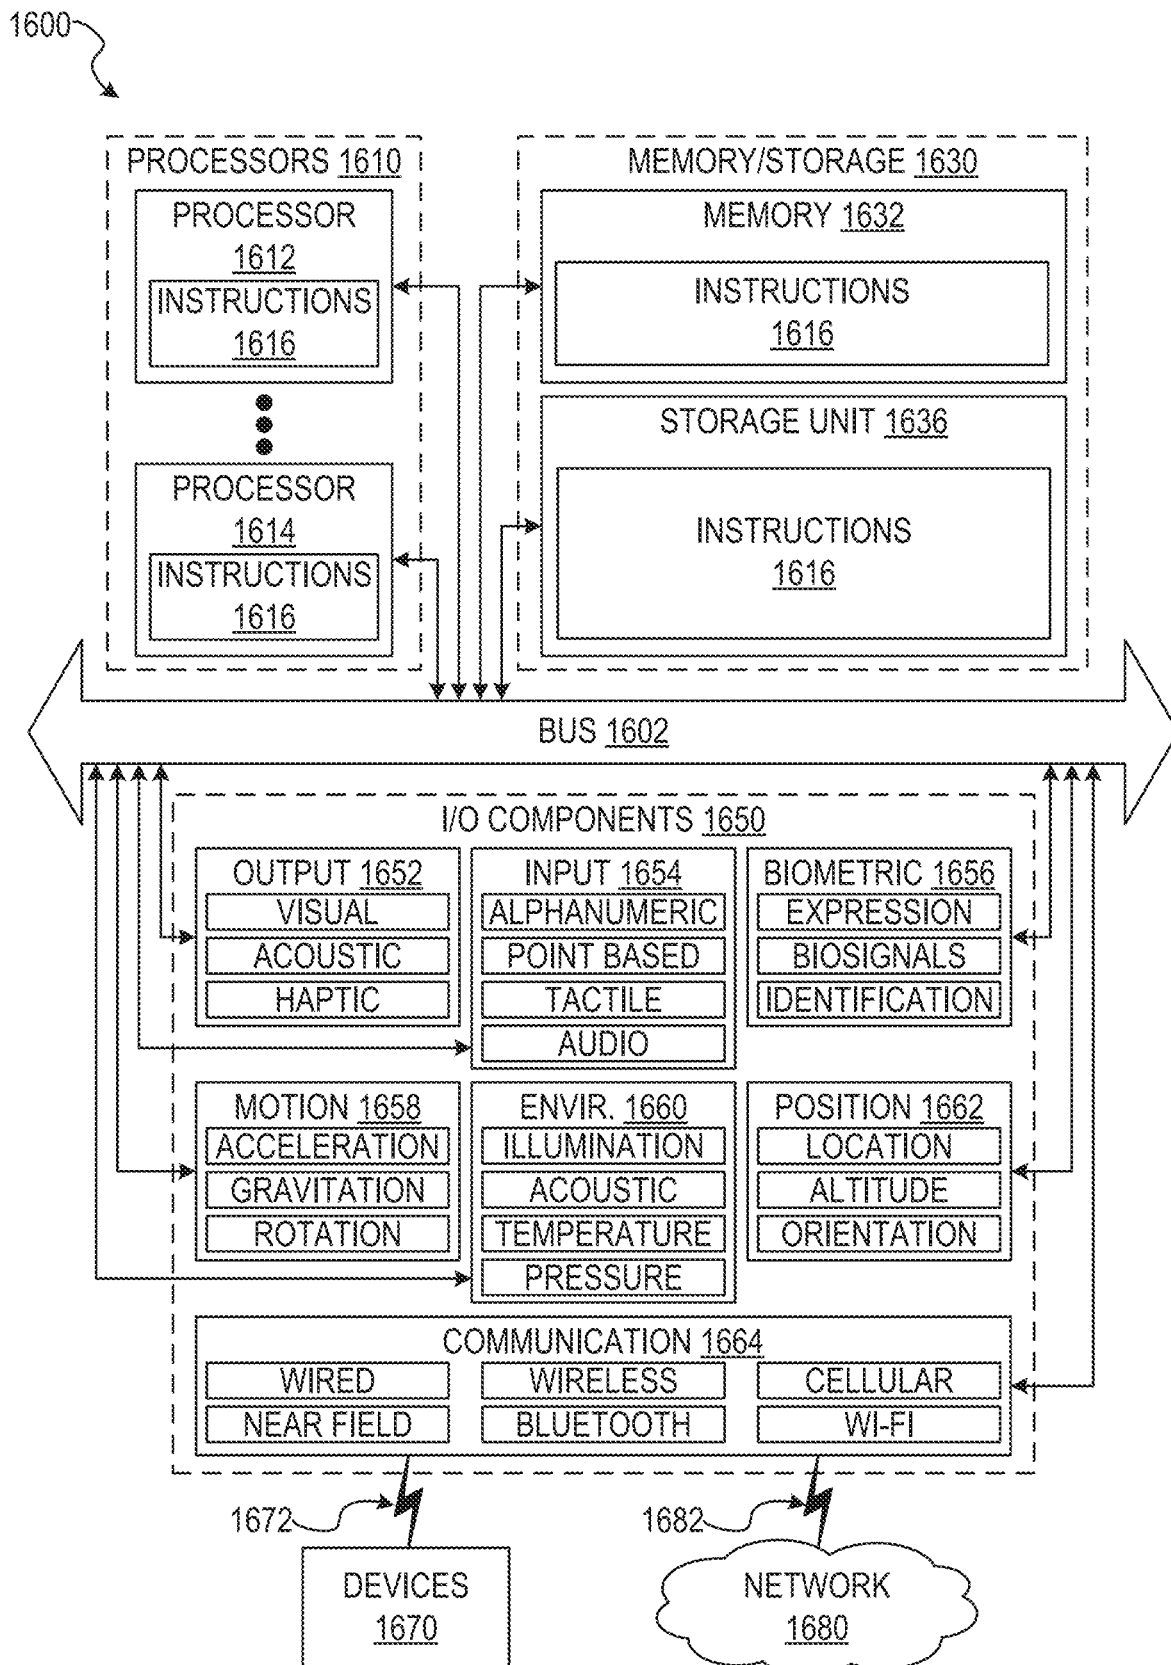 1600
PROCESSORS 1610
PROCESSOR
1612
INSTRUCTIONS
1616
PROCESSOR
1614
INSTRUCTIONS
1616
MEMORY/STORAGE 1630
MEMORY 1632
INSTRUCTIONS
1616
STORAGE UNIT 1636
INSTRUCTIONS
1616
BUS 1602
I/O COMPONENTS 1650
OUTPUT 1652
VISUAL
ACOUSTIC
HAPTIC
INPUT 1654
ALPHANUMERIC
POINT BASED
TACTILE
AUDIO
BIOMETRIC 1656
EXPRESSION
BIOSIGNALS
IDENTIFICATION
MOTION 1658
ACCELERATION
GRAVITATION
ROTATION
ENVIR. 1660
ILLUMINATION
ACOUSTIC
TEMPERATURE
PRESSURE
POSITION 1662
LOCATION
ALTITUDE
ORIENTATION
COMMUNICATION 1664
WIRED
WIRELESS
CELLULAR
NEAR FIELD
BLUETOOTH
WI-FI
1672
1682
DEVICES
1670
NETWORK
1680